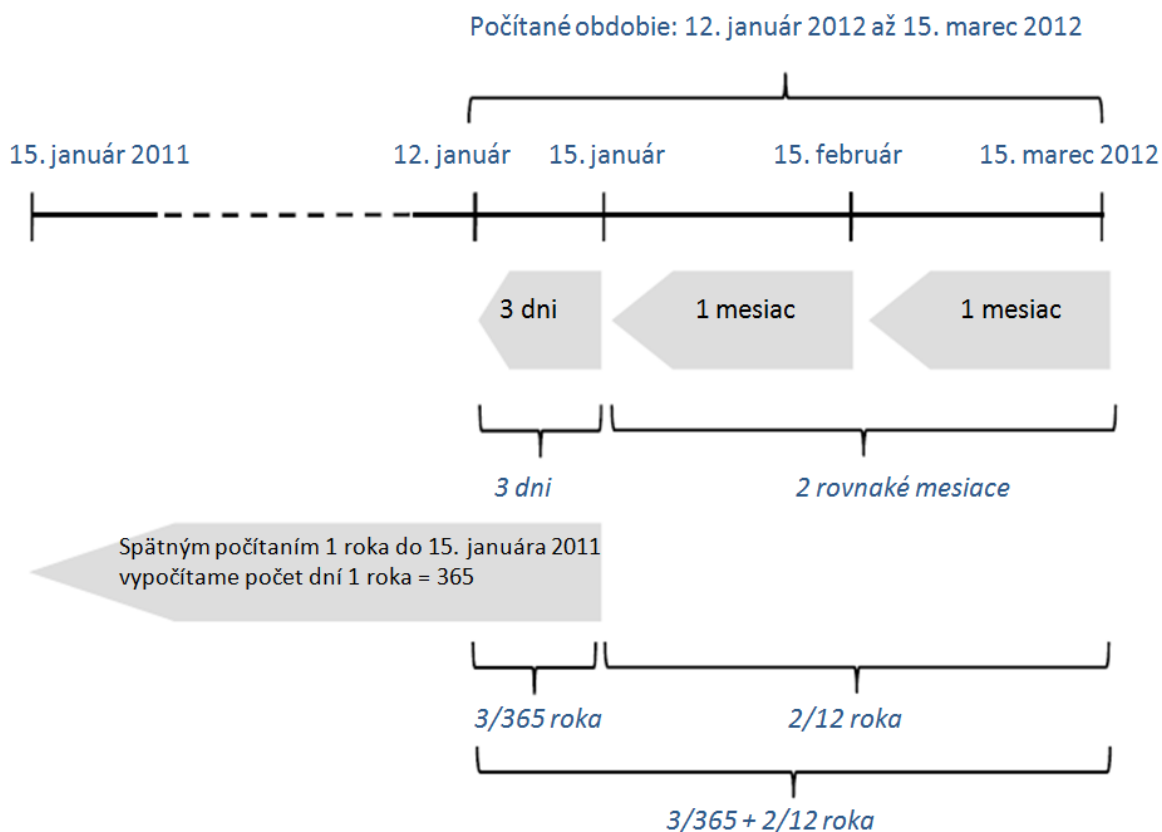 Počítané obdobie: 12. január 2012 až 15. marec 2012
15. január 2011
12. január
15. január
15. február
15. marec 2012
3 dni
1 mesiac
1 mesiac
3 dni
2 rovnaké mesiace
Spätným počítaním 1 roka do 15. januára 2011
vypočítame počet dní 1 roka = 365
3/365 roka
2/12 roka
3/365 + 2/12 roka